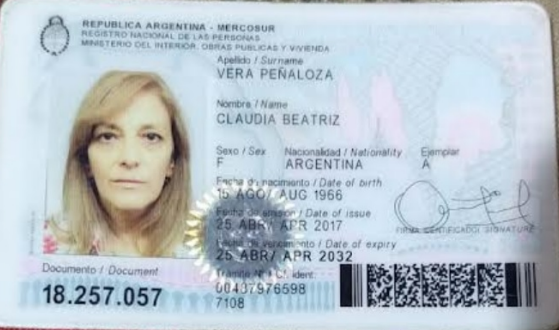 REPUBLICA ARGENTINA - MERCOSUR
REGISTRO NACIONAL DE LAS PERSONAS
MINISTERIO DEL INTERIOR, OBRAS PUBLICAS Y VIVIENDA
Apellido / Surname
VERA PEÑALOZA
Nombre / Name
CLAUDIA BEATRIZ
Sexo / Sex Nacionalidad / Nationality Ejemplar
F ARGENTINA A
Fecha de nacimiento / Date of birth
15 AGO/ AUG 1966
Fecha de emisión / Date of issue
25 ABR/ APR 2017
FIRMA CERTIFICADO/ SIGNATURE
Fecha de vencimiento / Date of expiry
25 ABR/ APR 2032
Documento / Document
18.257.057
Trámite Nº / ident
00437976598
7108